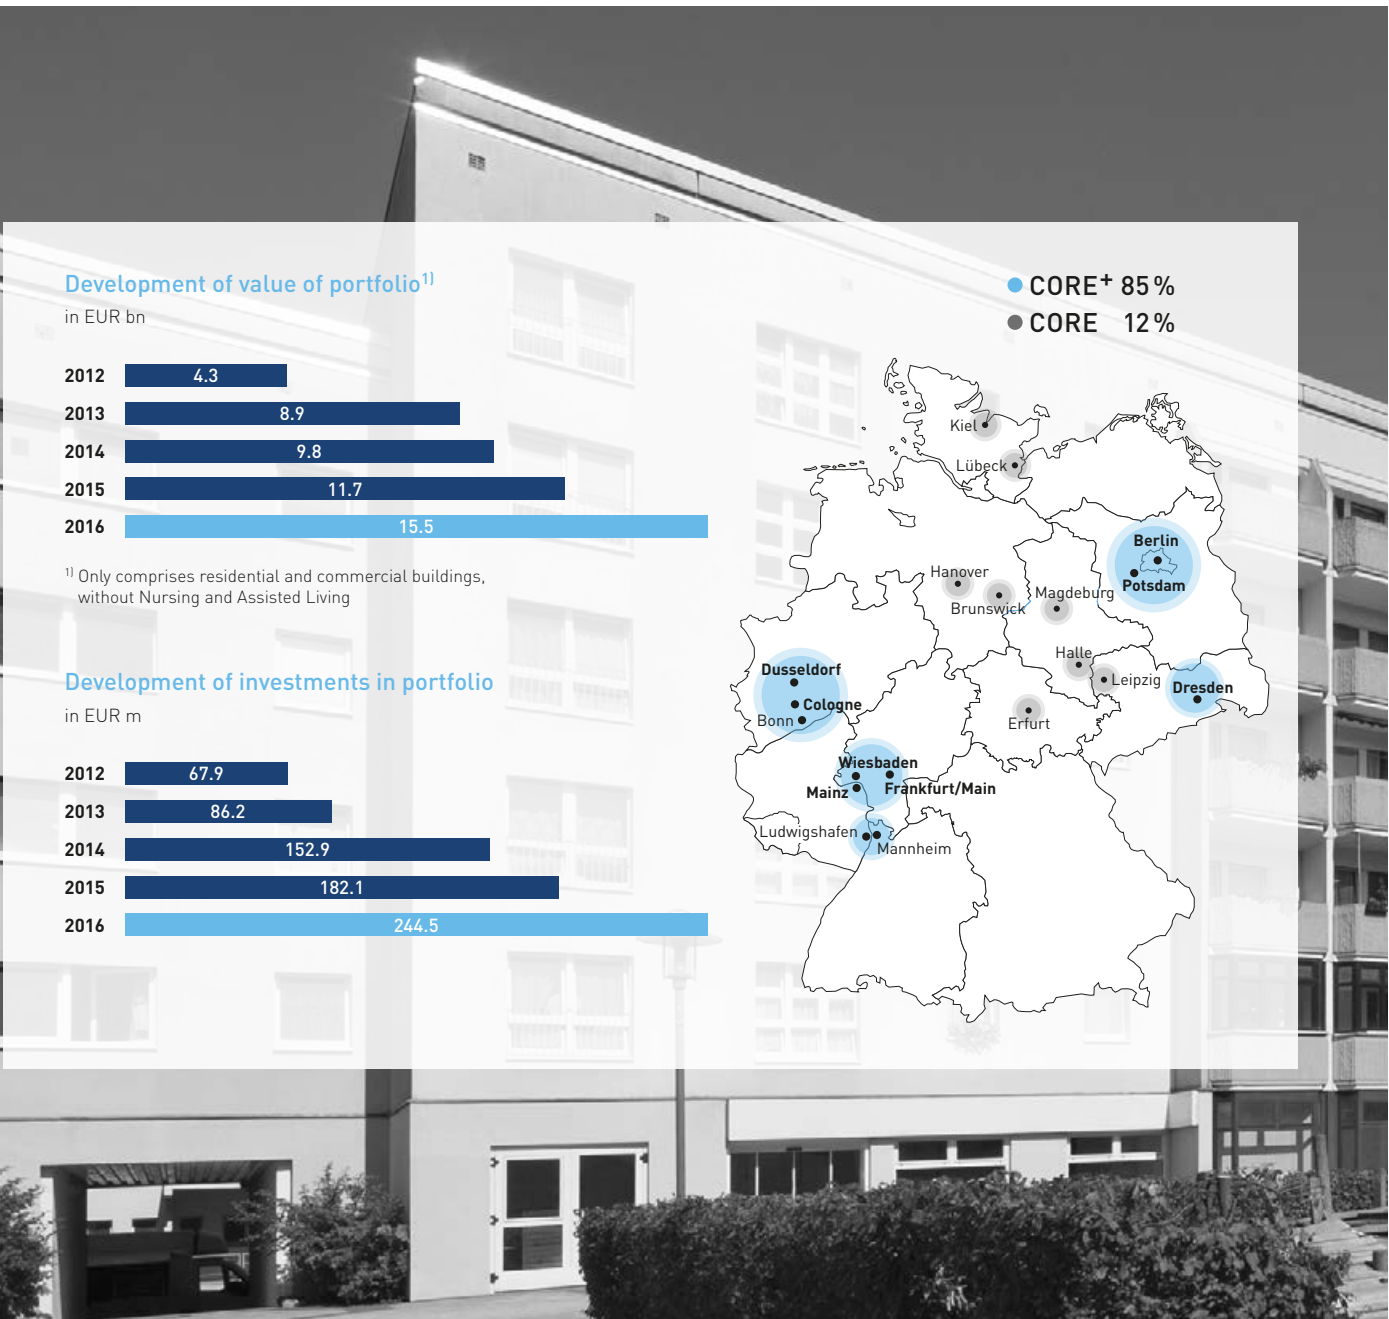 Development of value of portfolio¹⁾
in EUR bn
2012 4.3
2013 8.9
2014 9.8
2015 11.7
2016 15.5
¹⁾ Only comprises residential and commercial buildings,
without Nursing and Assisted Living
Development of investments in portfolio
in EUR m
2012 67.9
2013 86.2
2014 152.9
2015 182.1
2016 244.5
CORE⁺ 85 %
CORE 12 %
Kiel
Lübeck
Berlin
Potsdam
Hanover
Brunswick
Magdeburg
Halle
Leipzig
Dresden
Dusseldorf
Cologne
Bonn
Erfurt
Wiesbaden
Mainz
Frankfurt/Main
Ludwigshafen
Mannheim